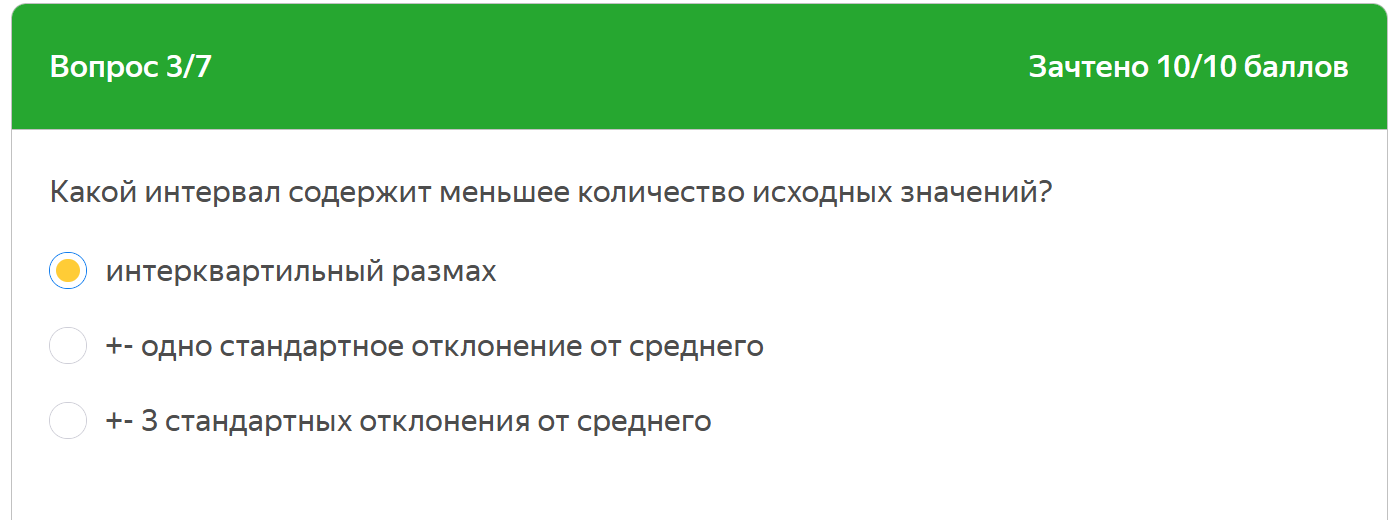 Вопрос 3/7
Зачтено 10/10 баллов
Какой интервал содержит меньшее количество исходных значений?
интерквартильный размах
+- одно стандартное отклонение от среднего
+- 3 стандартных отклонения от среднего